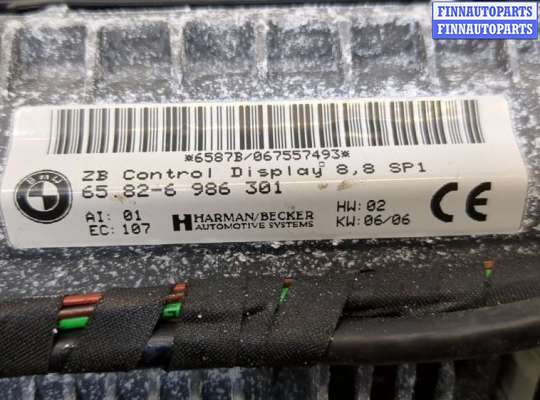 FINNAUTOPARTS
FINNAUTOPARTS
*6587B/067557493*
BMW
ZB Control Display 8,8 SP1
65.82-6 986 301
AI: 01
EC: 107
HARMAN/BECKER
AUTOMOTIVE SYSTEMS
HW: 02
KW: 06/06
CE